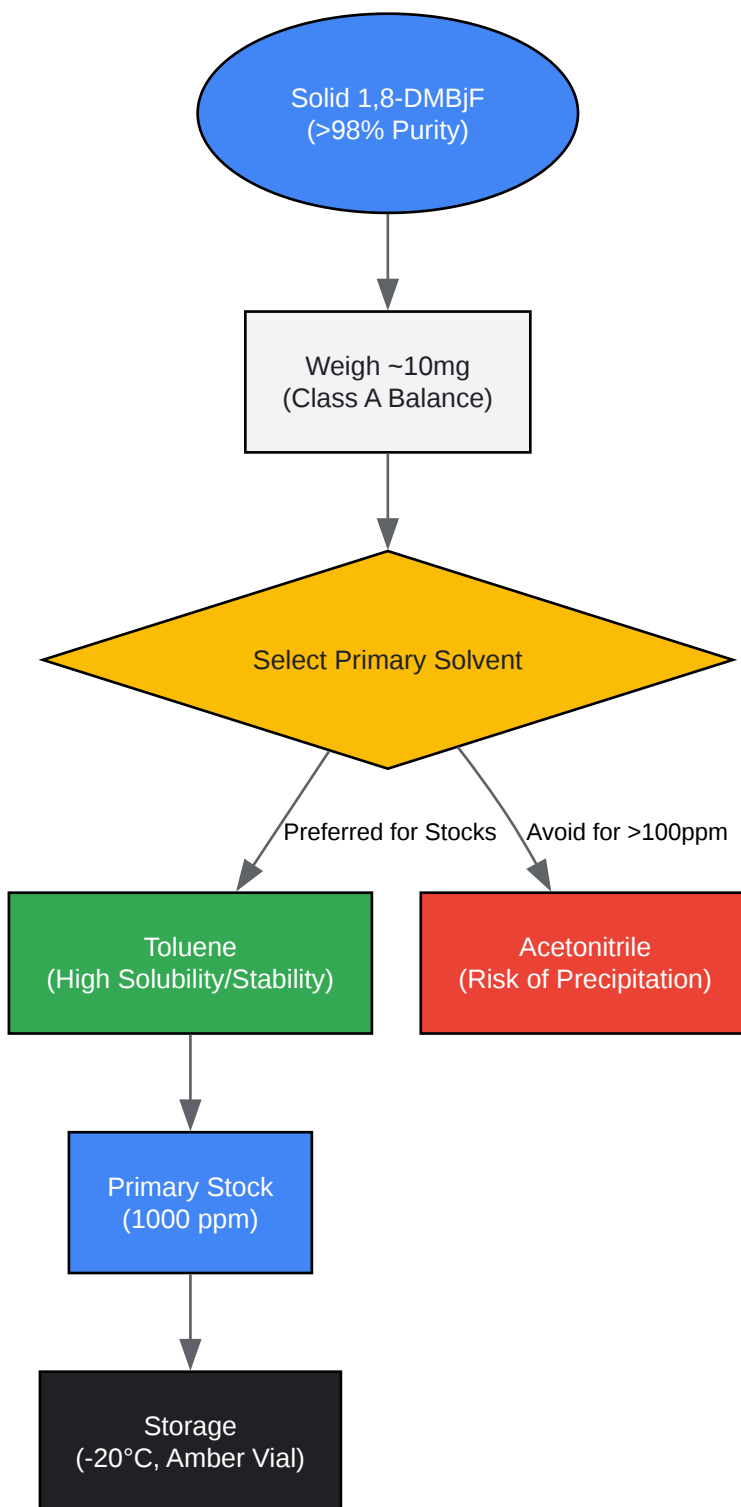 Solid 1,8-DMBjF
(>98% Purity)
Weigh ~10mg
(Class A Balance)
Select Primary Solvent
Preferred for Stocks
Avoid for >100ppm
Toluene
(High Solubility/Stability)
Acetonitrile
(Risk of Precipitation)
Primary Stock
(1000 ppm)
Storage
(-20°C, Amber Vial)